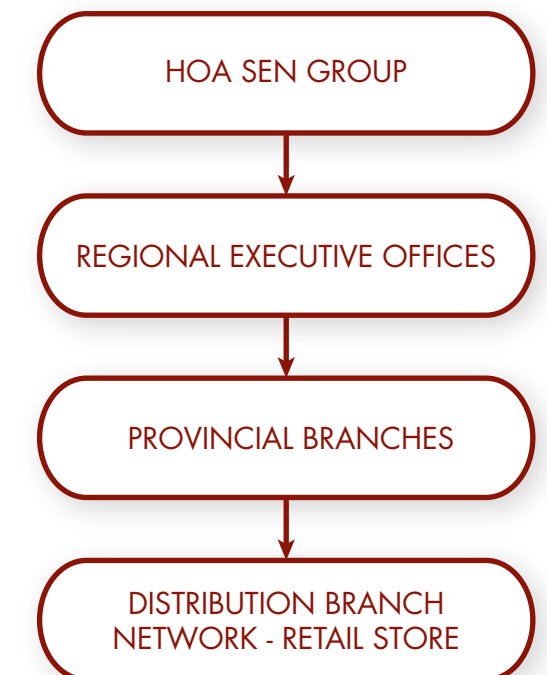 HOA SEN GROUP
REGIONAL EXECUTIVE OFFICES
PROVINCIAL BRANCHES
DISTRIBUTION BRANCH
NETWORK - RETAIL STORE